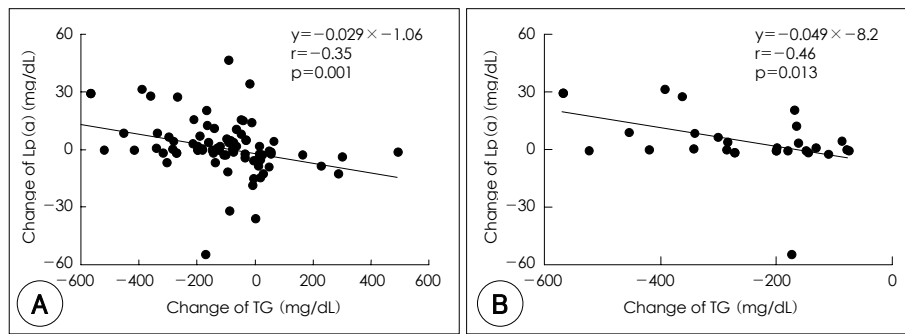 60
30
0
−30
−60
Change of Lp(a) (mg/dL)
y=−0.029×−1.06
r=−0.35
p=0.001
−600 −400 −200 0 200 400 600
Change of TG (mg/dL)
A
60
30
0
−30
−60
Change of Lp(a) (mg/dL)
y=−0.049×−8.2
r=−0.46
p=0.013
−600 −400 −200 0
Change of TG (mg/dL)
B